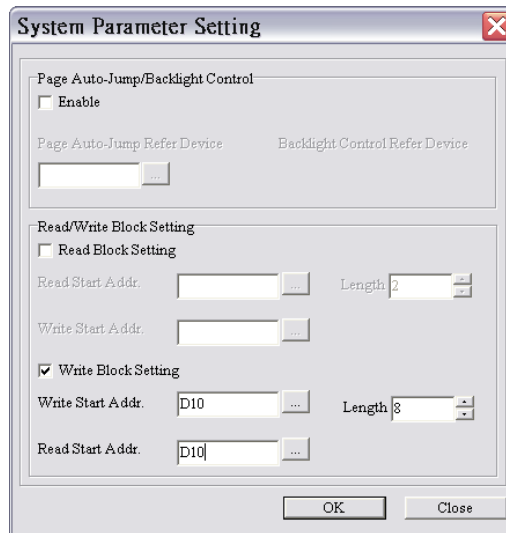 System Parameter Setting
Page Auto-Jump/Backlight Control
Enable
Page Auto-Jump Refer Device Backlight Control Refer Device
...
Read/Write Block Setting
Read Block Setting
Read Start Addr. ... Length 2
Write Start Addr. ...
Write Block Setting
Write Start Addr. D10 ... Length 8
Read Start Addr. D10 ...
OK Close